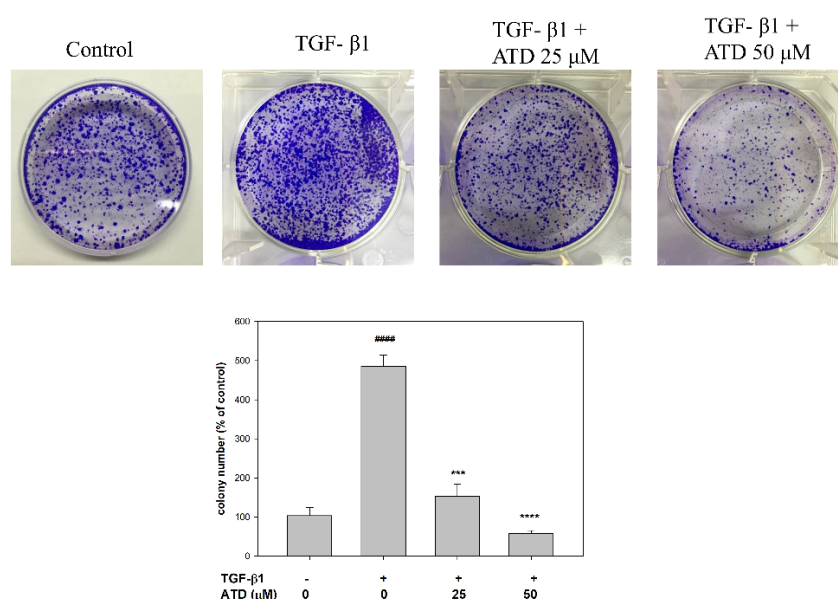 Control
TGF- β1
TGF- β1 +
ATD 25 μM
TGF- β1 +
ATD 50 μM
600
500
400
300
200
100
0
colony number (% of control)
####
***
****
TGF-β1 - + + +
ATD (μM) 0 0 25 50